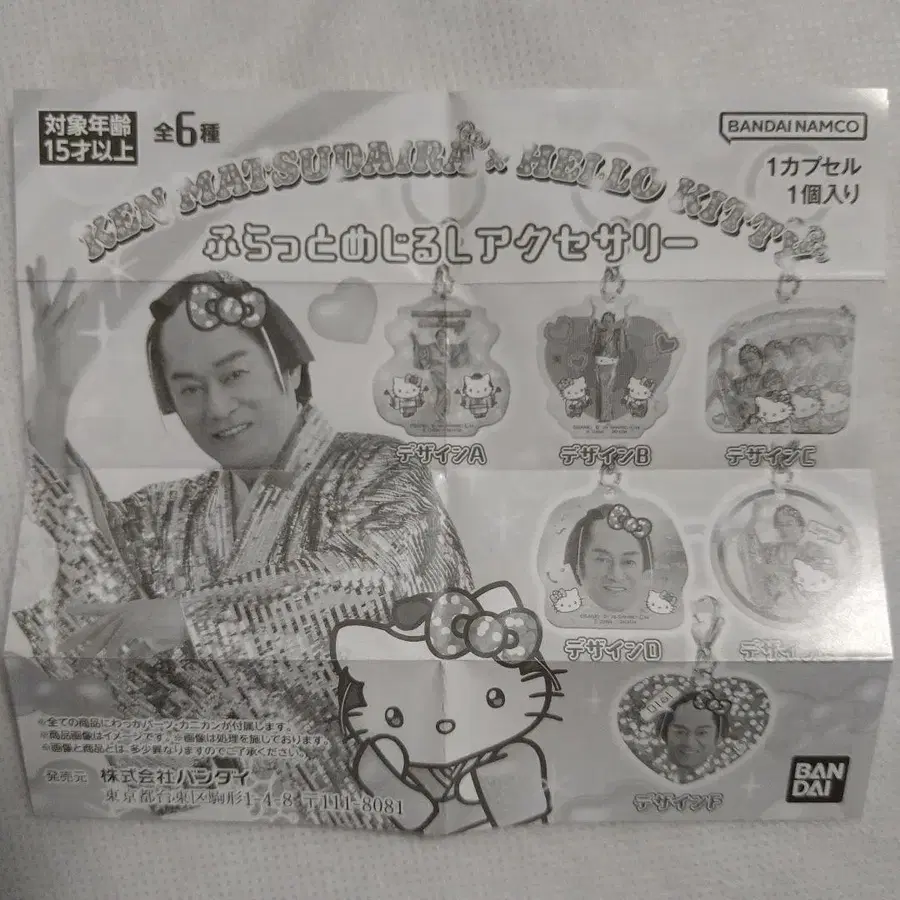 対象年齢
15才以上
全6種
BANDAI NAMCO
1カプセル
1個入り
KEN MATSUDAIRA × HELLO KITTY
ふらっとめじるしアクセサリー
デザインA
デザインB
デザインC
デザインD
デザイン
1910
デザインF
※全ての商品にわっかパーツ・カニカンが付属します。
※商品画像はイメージです。※画像は処理を施しております。
※画像と商品とは、多少異なりますのでご了承ください。
発売元 株式会社バンダイ
東京都台東区駒形1-4-8 〒111-8081
BAN
DAI